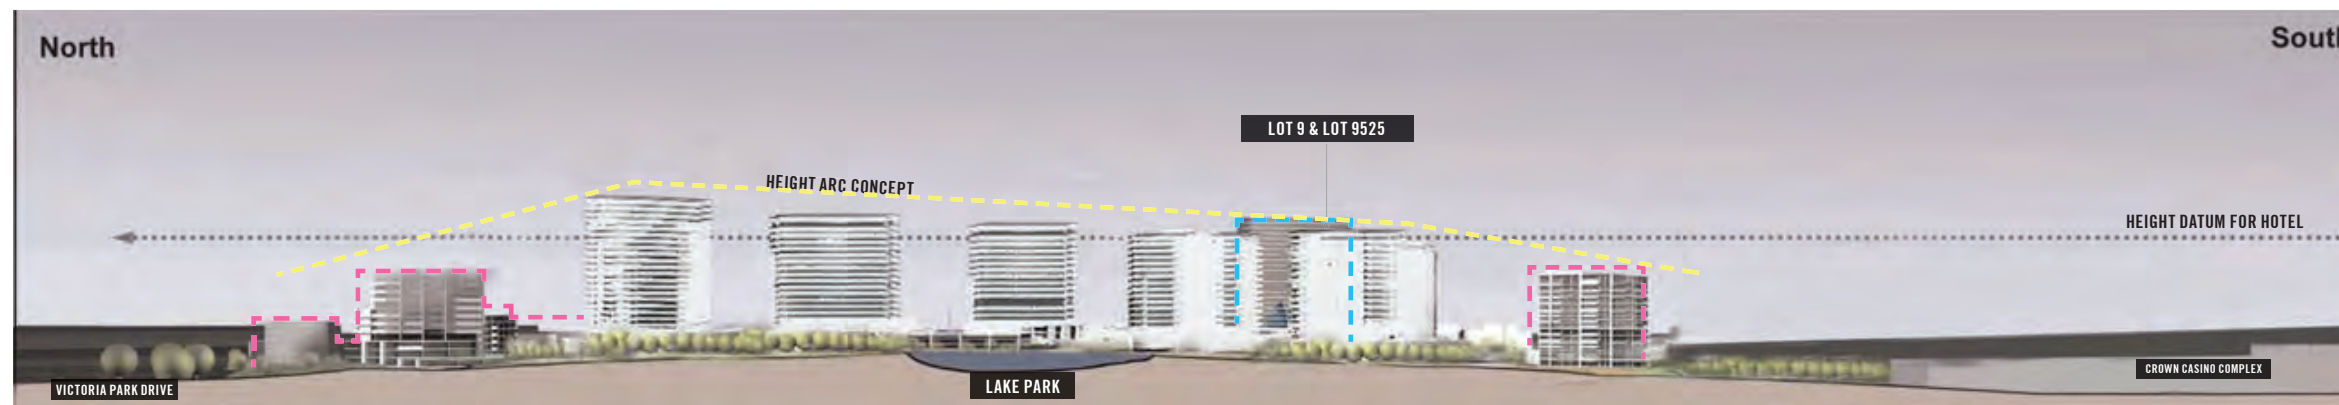 North
South
LOT 9 & LOT 9525
HEIGHT ARC CONCEPT
HEIGHT DATUM FOR HOTEL
VICTORIA PARK DRIVE
LAKE PARK
CROWN CASINO COMPLEX